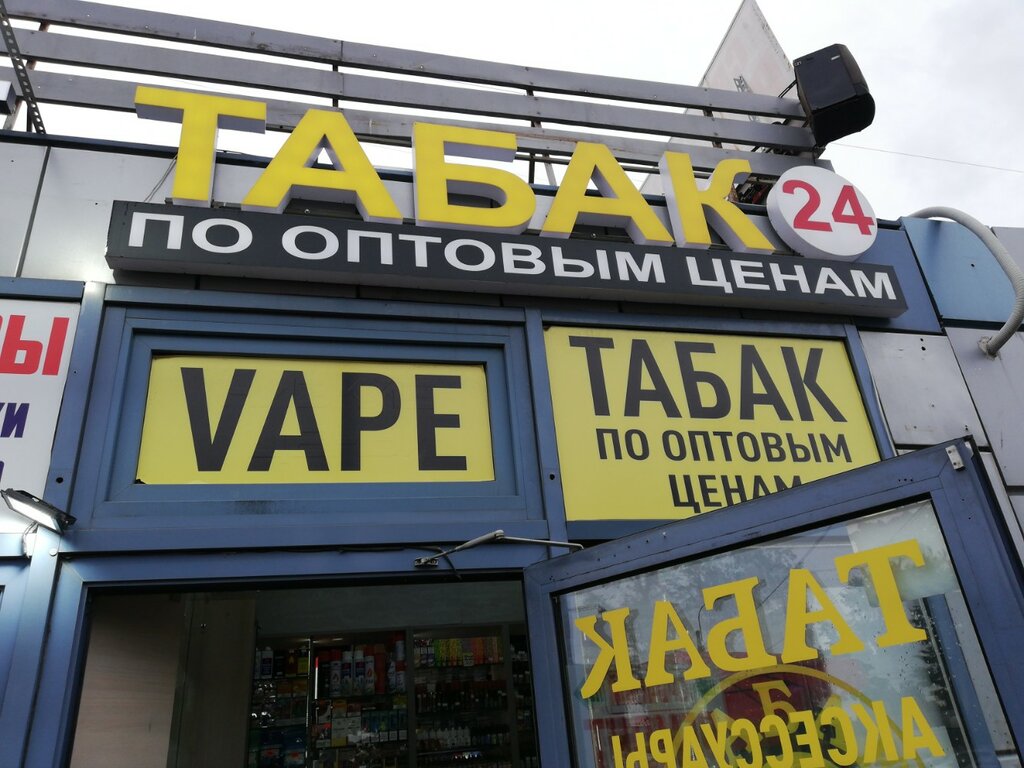 ТАБАК 24
ПО ОПТОВЫМ ЦЕНАМ
VAPE
ТАБАК
ПО ОПТОВЫМ
ЦЕНАМ
ТАБАК
АКСЕССУАРЫ